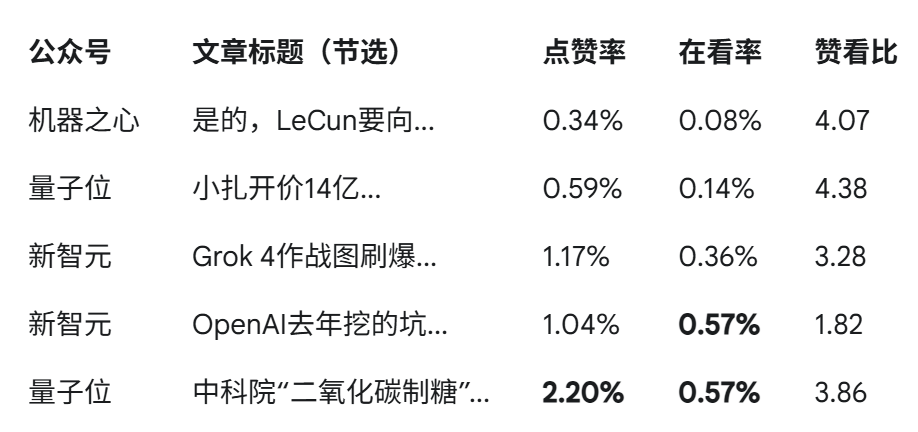 公众号 文章标题（节选） 点赞率 在看率 赞看比
机器之心 是的，LeCun要向... 0.34% 0.08% 4.07
量子位 小扎开价14亿... 0.59% 0.14% 4.38
新智元 Grok 4作战图刷爆... 1.17% 0.36% 3.28
新智元 OpenAI去年挖的坑... 1.04% 0.57% 1.82
量子位 中科院“二氧化碳制糖”... 2.20% 0.57% 3.86